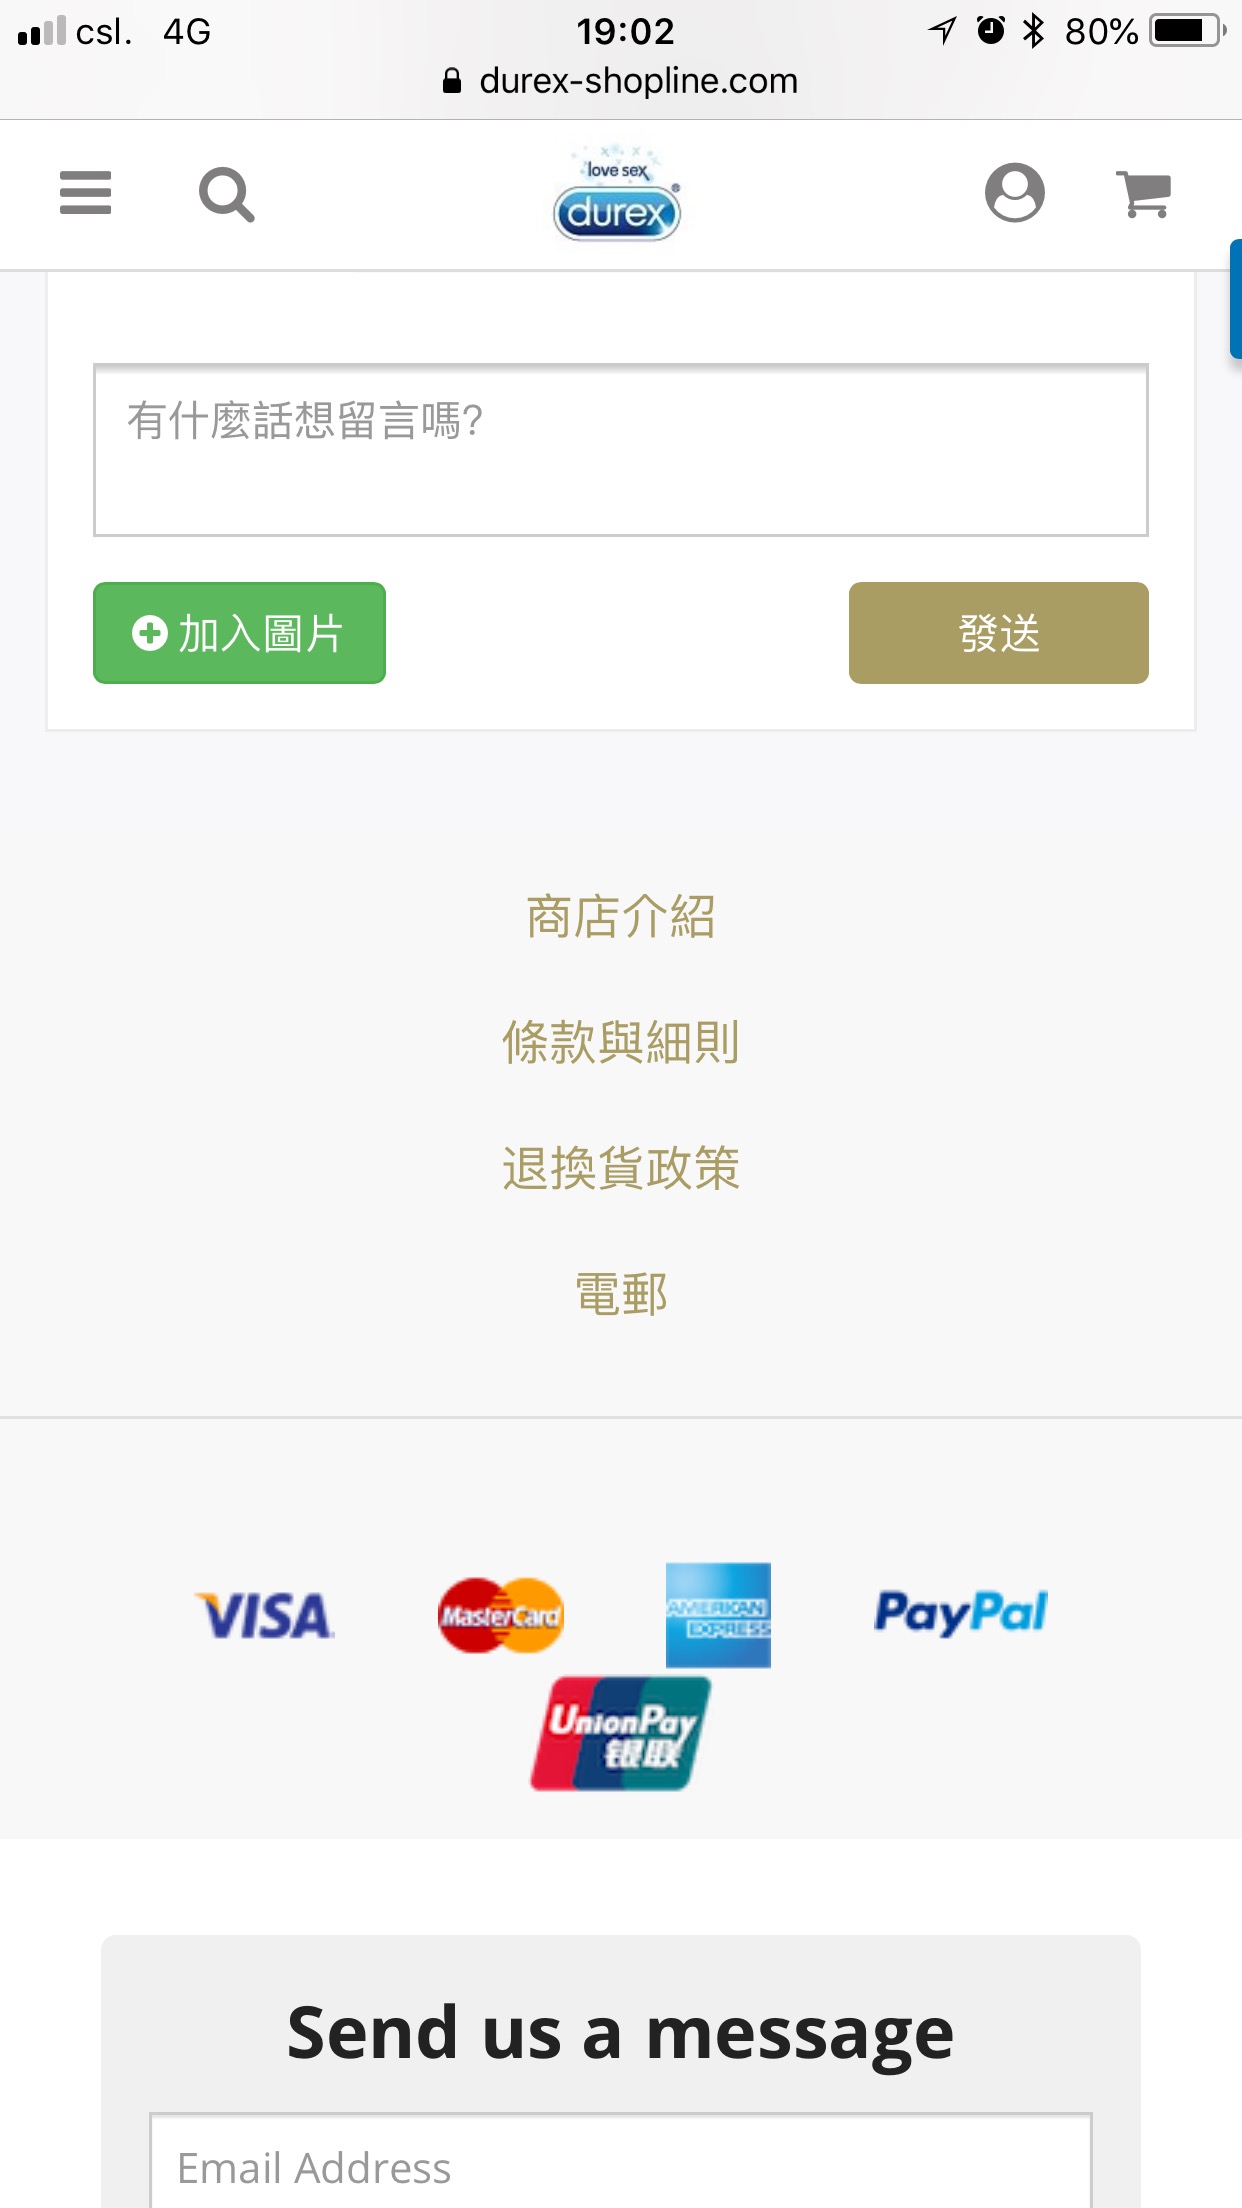 csl. 4G 19:02 80%
durex-shopline.com
love sex
durex®
有什麼話想留言嗎?
加入圖片 發送
商店介紹
條款與細則
退換貨政策
電郵
VISA MasterCard AMERICAN EXPRESS PayPal
UnionPay
银联
Send us a message
Email Address